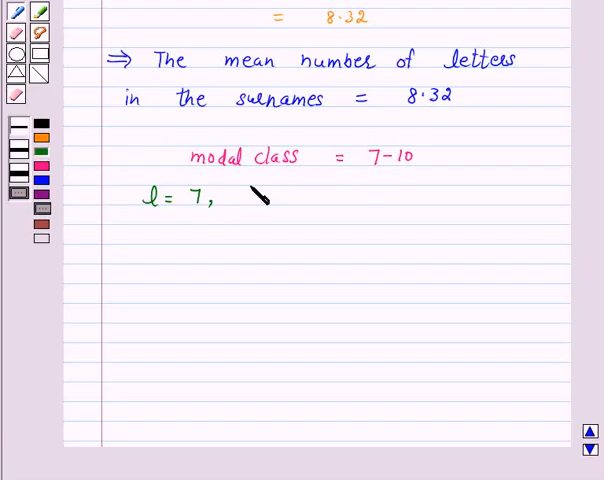 = 8.32
⇒ The mean number of letters
in the surnames = 8.32
modal class = 7-10
l = 7,